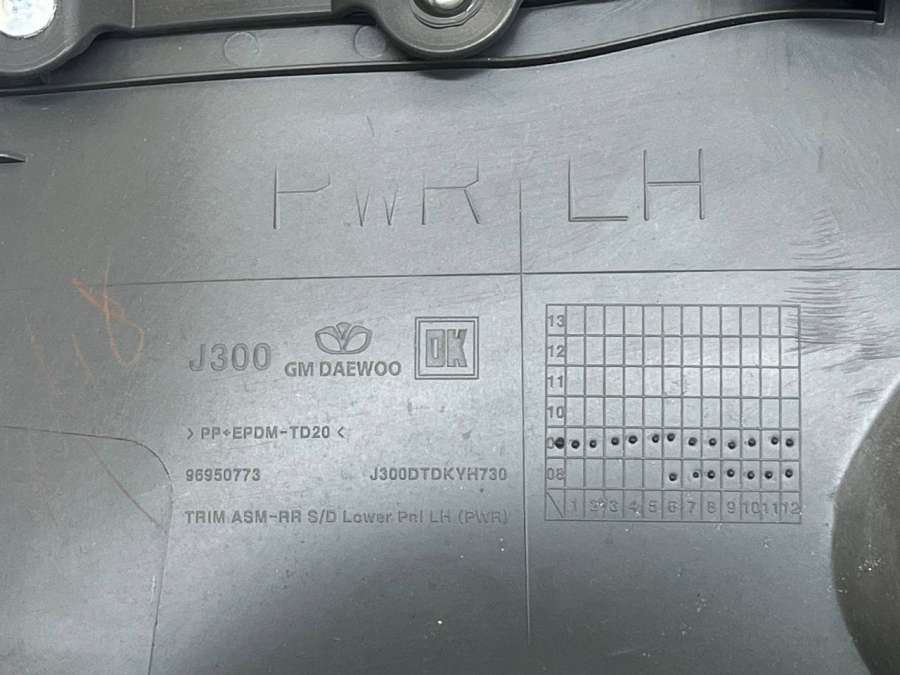 PWR LH
J300 GM DAEWOO DK
>PP+EPDM-TD20<
96950773 J300DTDKYH730
TRIM ASM-RR S/D Lower Pnl LH (PWR)
13
12
11
10
08
1 2 3 4 5 6 7 8 9 10 11 12